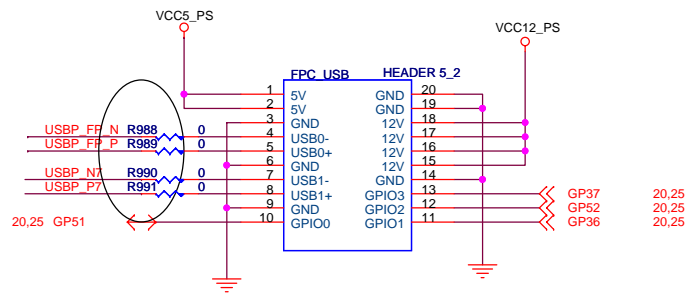 VCC5_PS VCC12_PS
FPC_USB HEADER 5_2
1 5V GND 20
2 5V GND 19
3 GND 12V 18
USBP_FP_N R988 0 4 USB0- 12V 17
USBP_FP_P R989 0 5 USB0+ 12V 16
6 GND 12V 15
USBP_N7 R990 0 7 USB1- GND 14
USBP_P7 R991 0 8 USB1+ GPIO3 13 GP37 20,25
9 GND GPIO2 12 GP52 20,25
20,25 GP51 10 GPIO0 GPIO1 11 GP36 20,25